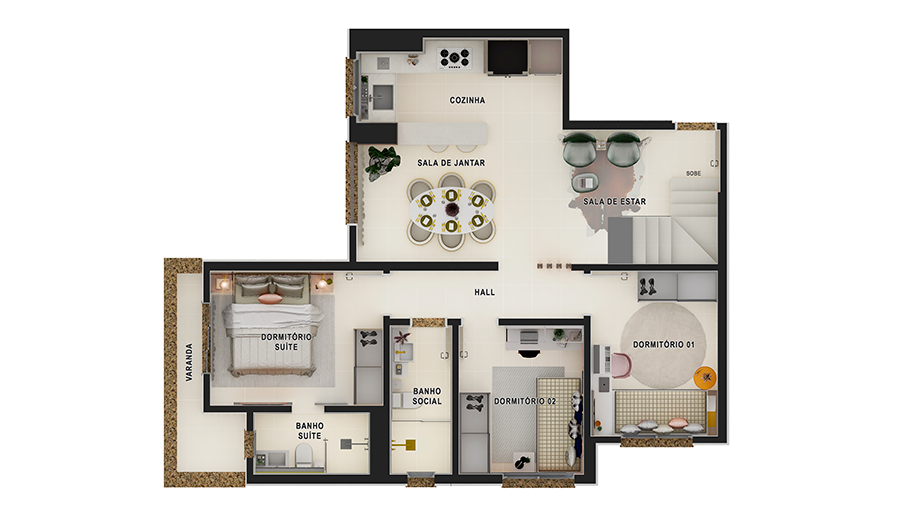 COZINHA
SALA DE JANTAR
SOBE
SALA DE ESTAR
HALL
DORMITÓRIO
SUÍTE
DORMITÓRIO 01
VARANDA
BANHO
SOCIAL
DORMITÓRIO 02
BANHO
SUÍTE